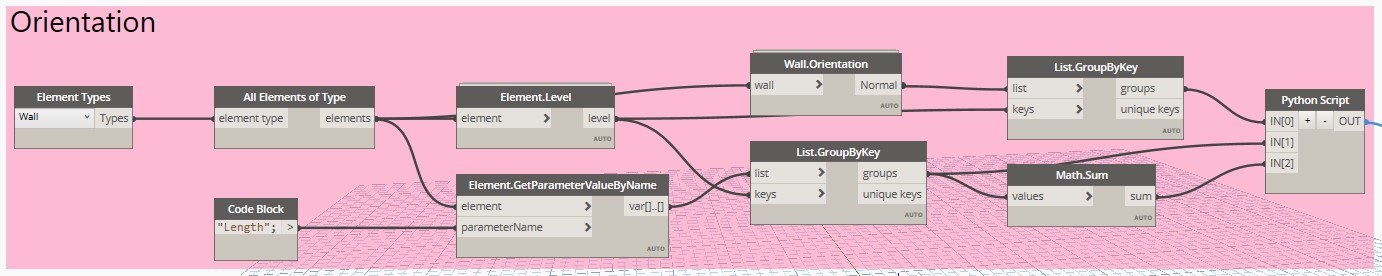 Orientation
Element Types
Wall
Types
All Elements of Type
element type
elements
Code Block
"Length";
>
Element.Level
element
>
level
AUTO
Element.GetParameterValueByName
element
>
var[]..[]
parameterName
>
AUTO
Wall.Orientation
wall
>
Normal
AUTO
List.GroupByKey
list
>
groups
keys
>
unique keys
AUTO
List.GroupByKey
list
>
groups
keys
>
unique keys
AUTO
Math.Sum
values
>
sum
AUTO
Python Script
IN[0]
+
-
OUT
IN[1]
IN[2]